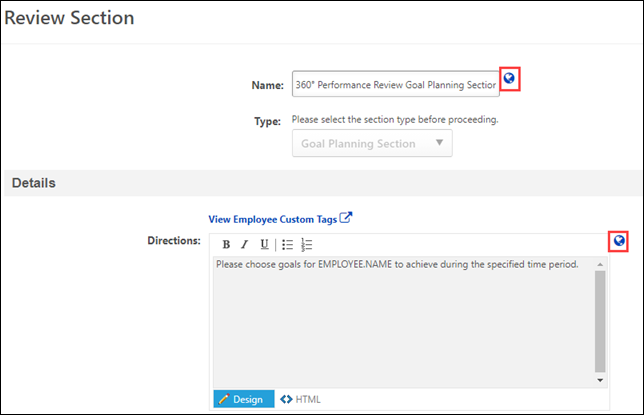 Review Section
Name: 360° Performance Review Goal Planning Section
Type: Please select the section type before proceeding.
Goal Planning Section
Details
View Employee Custom Tags
Directions: B I U
Please choose goals for EMPLOYEE.NAME to achieve during the specified time period.
Design HTML